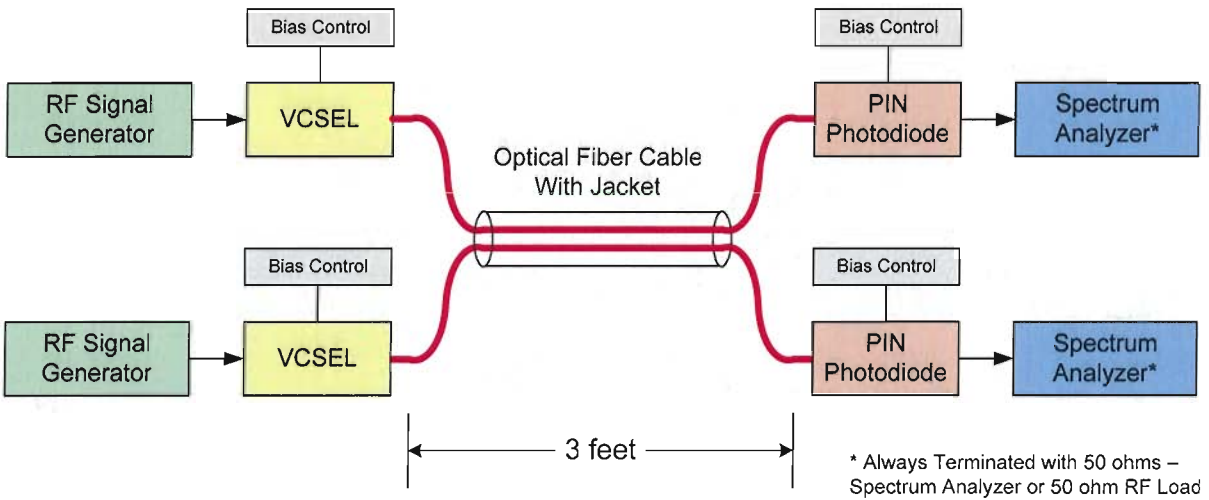 Bias Control
Bias Control
RF Signal
Generator
VCSEL
PIN
Photodiode
Spectrum
Analyzer*
Optical Fiber Cable
With Jacket
Bias Control
Bias Control
RF Signal
Generator
VCSEL
PIN
Photodiode
Spectrum
Analyzer*
3 feet
* Always Terminated with 50 ohms –
Spectrum Analyzer or 50 ohm RF Load